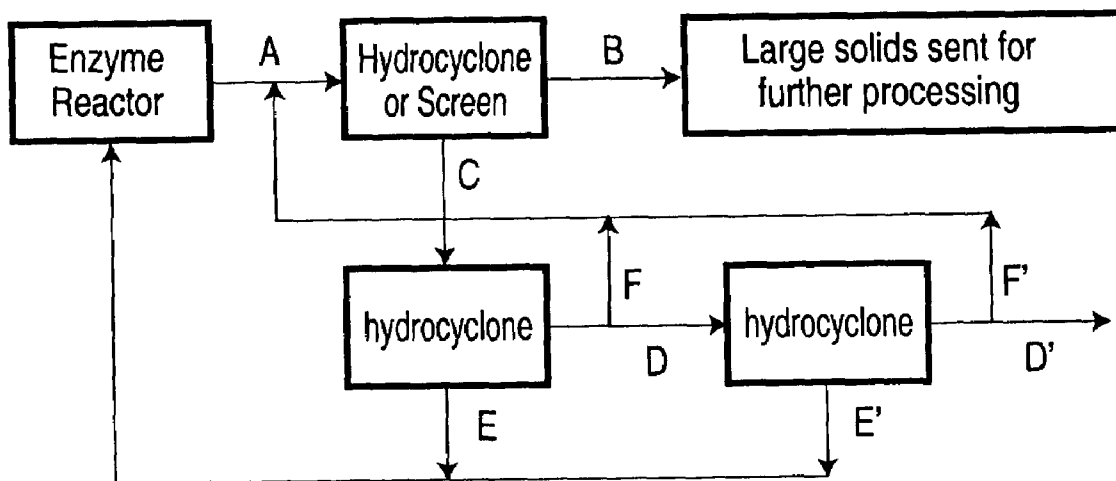 Enzyme
Reactor
A
Hydrocyclone
or Screen
B
Large solids sent for
further processing
C
hydrocyclone
F
D
hydrocyclone
F'
D'
E
E'